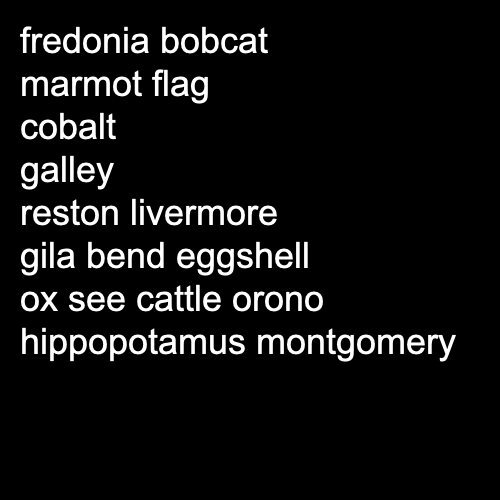 fredonia bobcat
marmot flag
cobalt
galley
reston livermore
gila bend eggshell
ox see cattle orono
hippopotamus montgomery